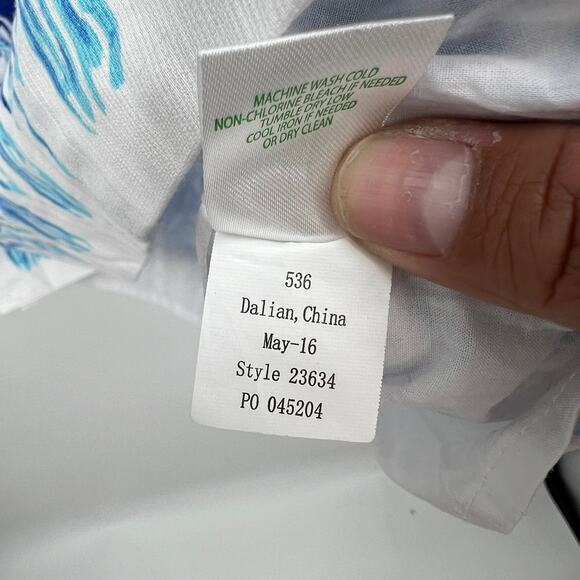 MACHINE WASH COLD
NON-CHLORINE BLEACH IF NEEDED
TUMBLE DRY LOW
COOL IRON IF NEEDED
OR DRY CLEAN
536
Dalian,China
May-16
Style 23634
PO 045204